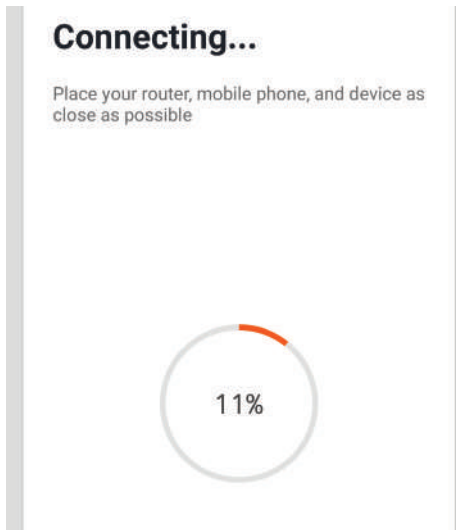 Connecting...
Place your router, mobile phone, and device as
close as possible
11%